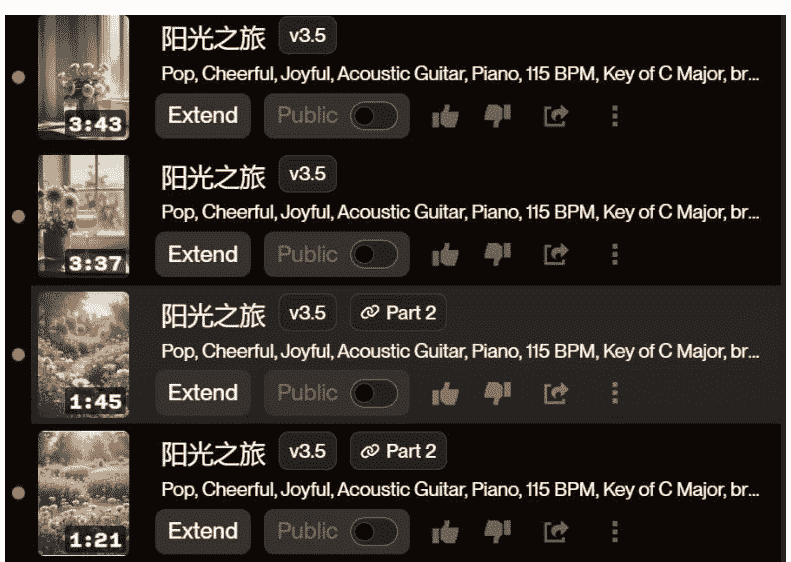 阳光之旅 v3.5
Pop, Cheerful, Joyful, Acoustic Guitar, Piano, 115 BPM, Key of C Major, br...
3:43 Extend Public
阳光之旅 v3.5
Pop, Cheerful, Joyful, Acoustic Guitar, Piano, 115 BPM, Key of C Major, br...
3:37 Extend Public
阳光之旅 v3.5 Part 2
Pop, Cheerful, Joyful, Acoustic Guitar, Piano, 115 BPM, Key of C Major, br...
1:45 Extend Public
阳光之旅 v3.5 Part 2
Pop, Cheerful, Joyful, Acoustic Guitar, Piano, 115 BPM, Key of C Major, br...
1:21 Extend Public